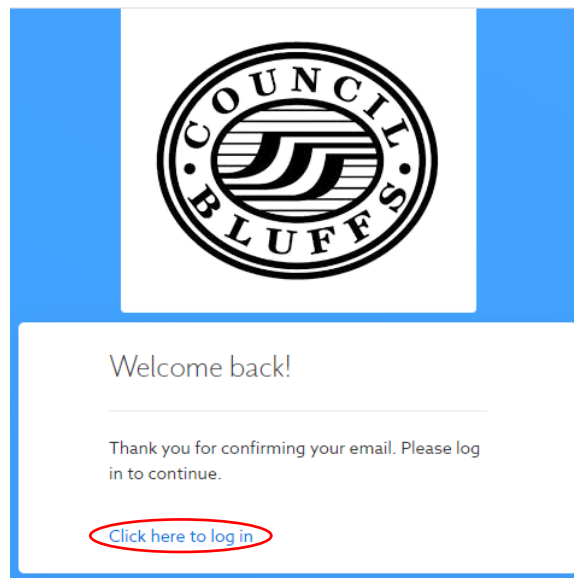 COUNCIL
BLUFFS
Welcome back!
Thank you for confirming your email. Please log
in to continue.
Click here to log in